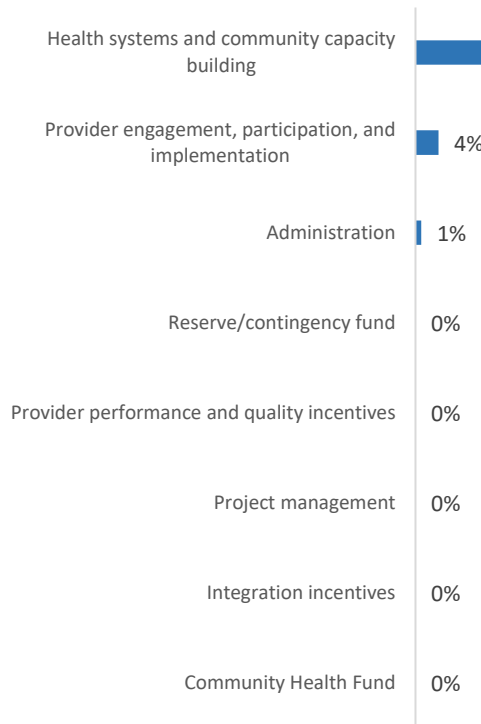 Health systems and community capacity
building
Provider engagement, participation, and
implementation
4%
Administration
1%
Reserve/contingency fund
0%
Provider performance and quality incentives
0%
Project management
0%
Integration incentives
0%
Community Health Fund
0%